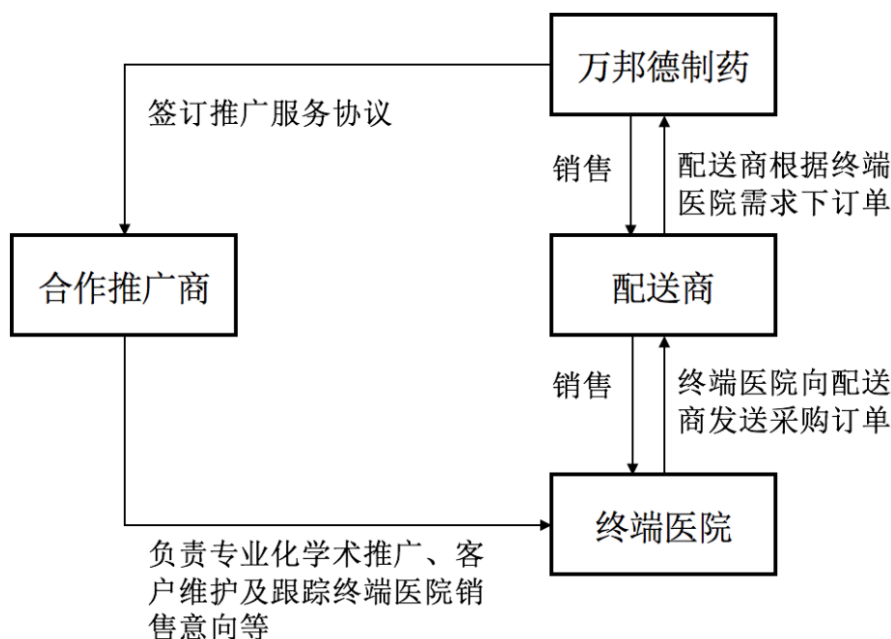 万邦德制药
签订推广服务协议
销售
配送商根据终端
医院需求下订单
合作推广商
配送商
销售
终端医院向配送
商发送采购订单
终端医院
负责专业化学术推广、客
户维护及跟踪终端医院销
售意向等